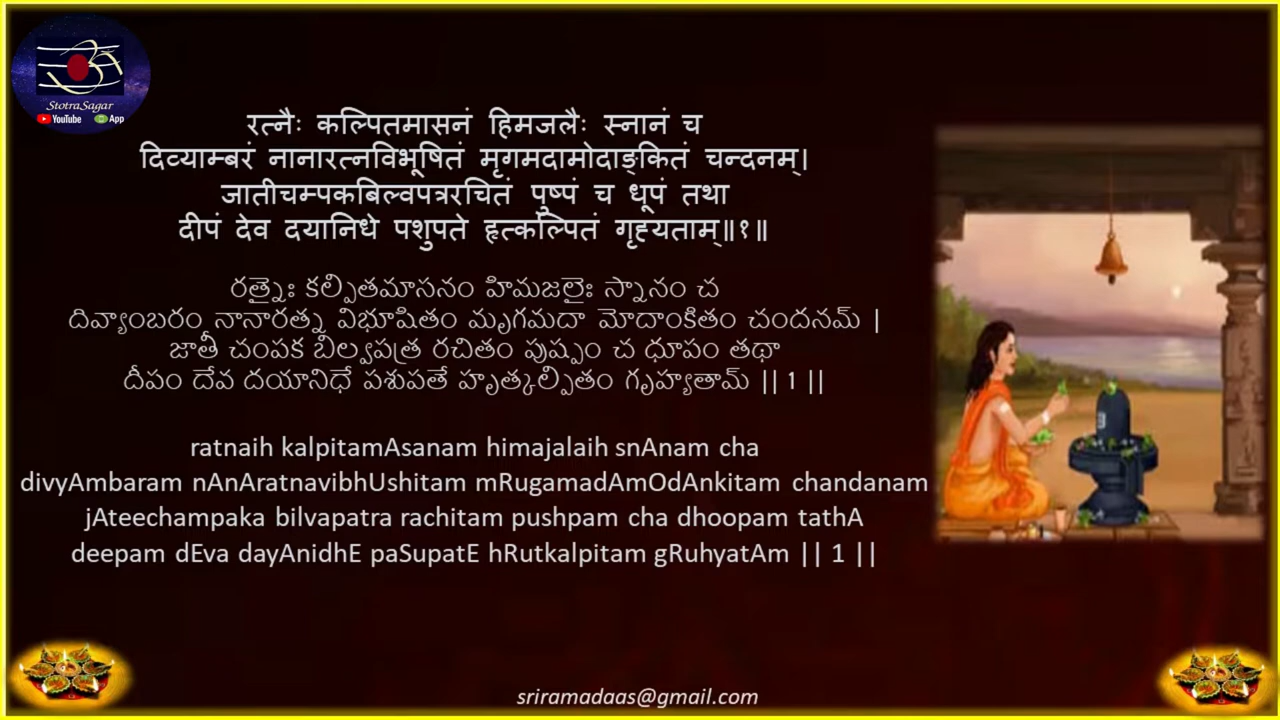 StotraSagar
YouTube App
रत्नैः कल्पितमासनं हिमजलैः स्नानं च
दिव्याम्बरं नानारत्नविभूषितं मृगमदामोदाङ्कितं चन्दनम्।
जातीचम्पकबिल्वपत्ररचितं पुष्पं च धूपं तथा
दीपं देव दयानिधे पशुपते हृत्कल्पितं गृह्यताम्॥१॥
రత్నైః కల్పితమాసనం హిమజలైః స్నానం చ
దివ్యాంబరం నానారత్న విభూషితం మృగమదా మోదాంకితం చందనమ్ |
జాతీ చంపక బిల్వపత్ర రచితం పుష్పం చ ధూపం తథా
దీపం దేవ దయానిధే పశుపతే హృత్కల్పితం గృహ్యతామ్ || 1 ||
ratnaih kalpitamAsanam himajalaih snAnam cha
divyAmbaram nAnAratnavibhUshitam mRugamadAmOdAnkitam chandanam
jAteechampaka bilvapatra rachitam pushpam cha dhoopam tathA
deepam dEva dayAnidhE paSupatE hRutkalpitam gRuhyatAm || 1 ||
sriramadaas@gmail.com